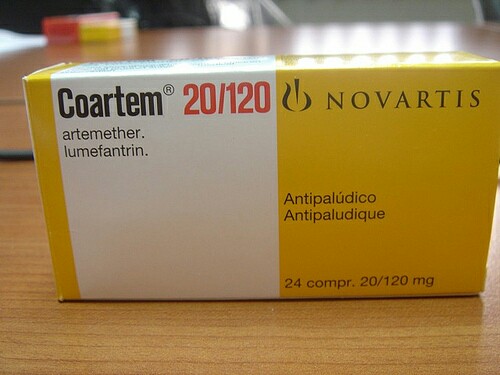 Coartem® 20/120
artemether.
lumefantrin.
NOVARTIS
Antipalúdico
Antipaludique
24 compr. 20/120 mg